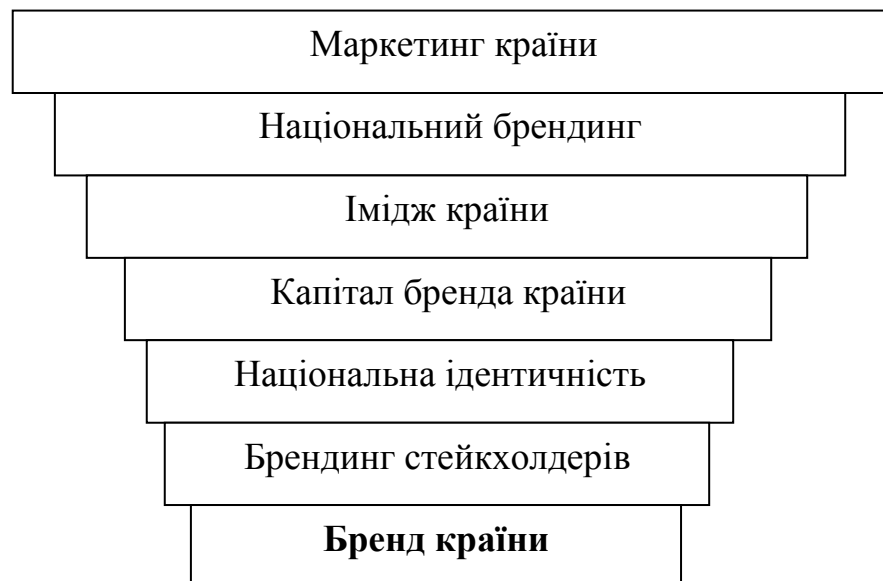 Маркетинг країни
Національний брендинг
Імідж країни
Капітал бренда країни
Національна ідентичність
Брендинг стейкхолдерів
Бренд країни